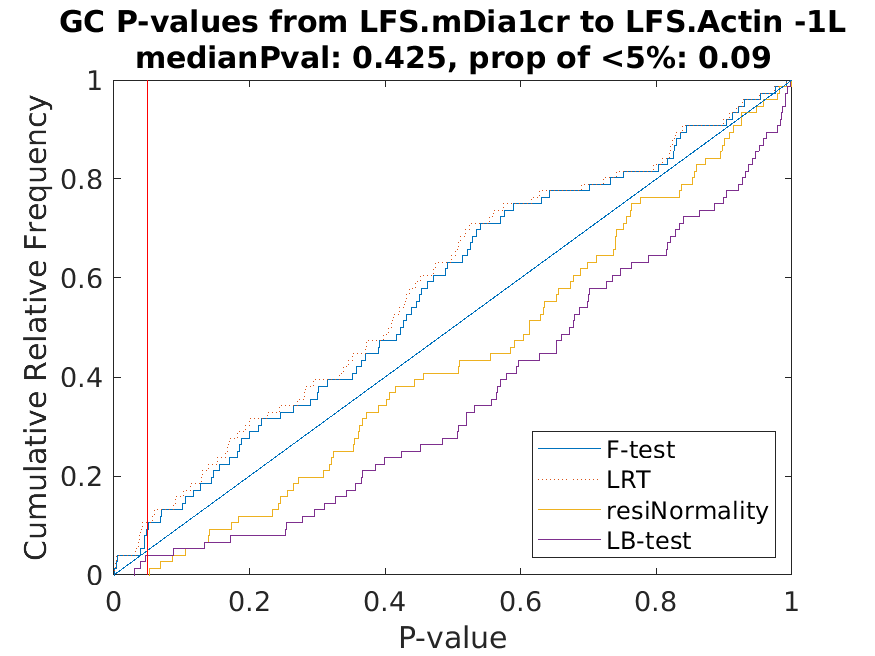 GC P-values from LFS.mDia1cr to LFS.Actin -1L
medianPval: 0.425, prop of <5%: 0.09
1
0.8
0.6
0.4
0.2
0
0 0.2 0.4 0.6 0.8 1
Cumulative Relative Frequency
P-value
F-test
LRT
resiNormality
LB-test